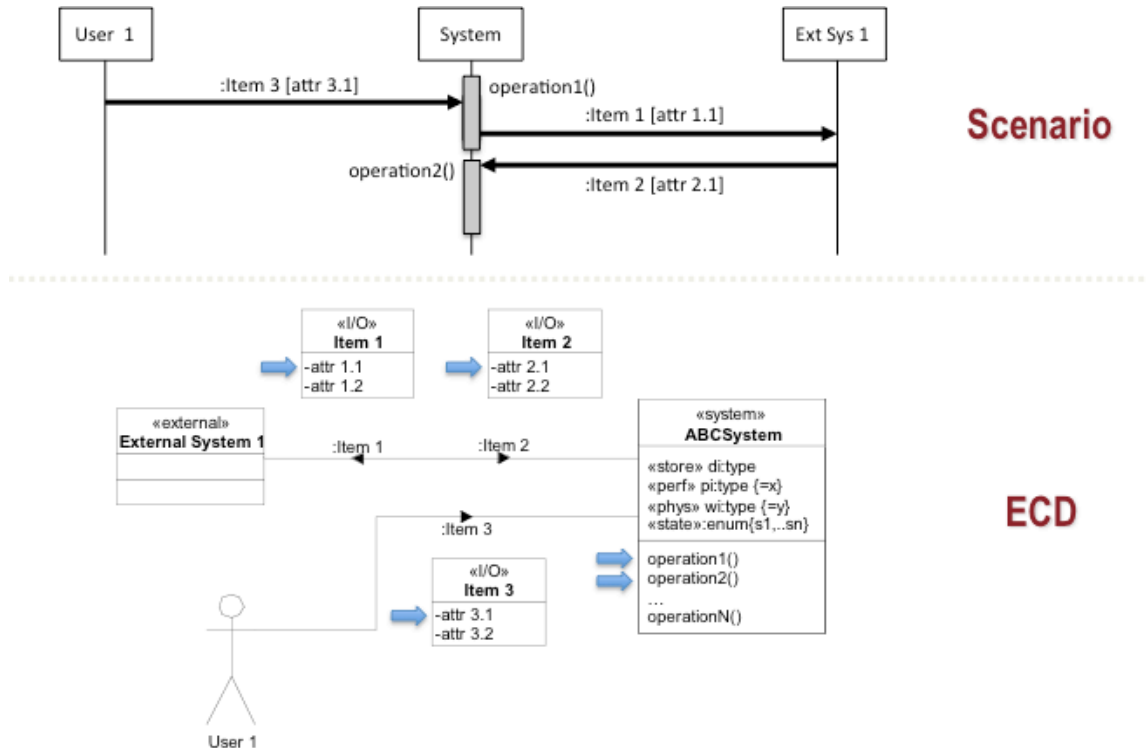 User 1
System
Ext Sys 1
:Item 3 [attr 3.1]
operation1()
:Item 1 [attr 1.1]
Scenario
operation2()
:Item 2 [attr 2.1]
«I/O»
Item 1
-attr 1.1
-attr 1.2
«I/O»
Item 2
-attr 2.1
-attr 2.2
«external»
External System 1
:Item 1
:Item 2
«system»
ABCSystem
«store» di:type
«perf» pi:type {=x}
«phys» wi:type {=y}
«state»:enum{s1,..sn}
operation1()
operation2()
...
operationN()
ECD
:Item 3
«I/O»
Item 3
-attr 3.1
-attr 3.2
User 1